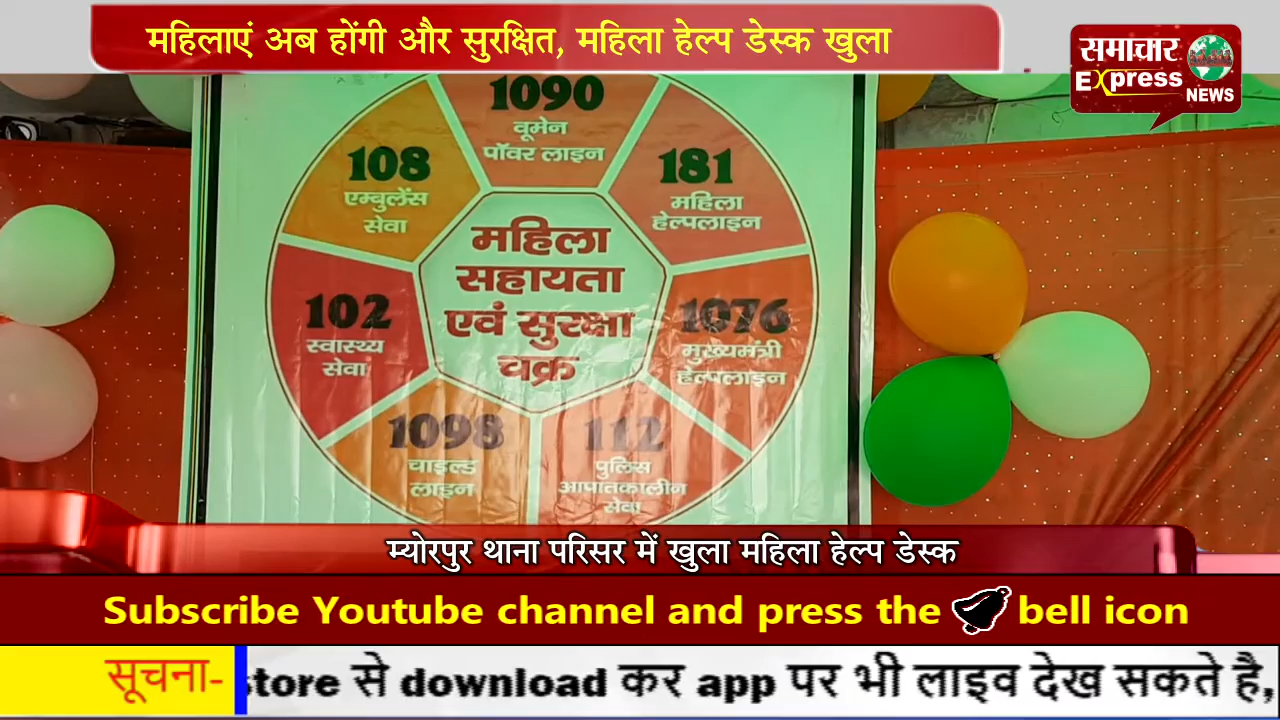 महिलाएं अब होंगी और सुरक्षित, महिला हेल्प डेस्क खुला
समाचार
Express
NEWS
1090
वूमेन
पॉवर लाइन
108
एम्बुलेंस
सेवा
181
महिला
हेल्पलाइन
महिला
सहायता
एवं सुरक्षा
चक्र
102
स्वास्थ्य
सेवा
1076
मुख्यमंत्री
हेल्पलाइन
1098
चाइल्ड
लाइन
112
पुलिस
आपातकालीन
सेवा
म्योरपुर थाना परिसर में खुला महिला हेल्प डेस्क
Subscribe Youtube channel and press the bell icon
सूचना- store से download कर app पर भी लाइव देख सकते है,